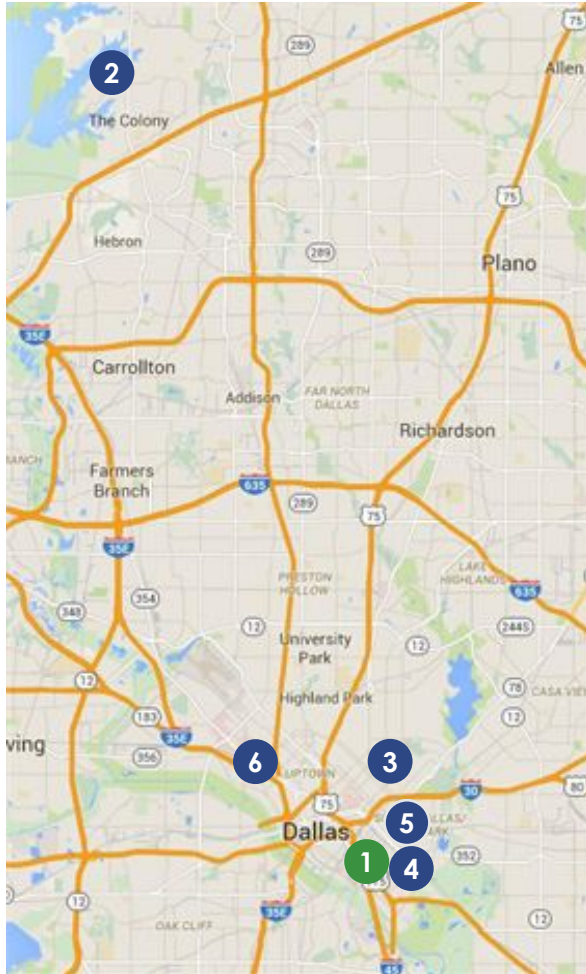 75
289
Allen
2
The Colony
75
Hebron
289
Plano
35E
Carrollton
Addison
FAR NORTH
DALLAS
Richardson
RANCH
Farmers
Branch
635
289
75
35E
PRESTON
HOLLOW
LAKE
HIGHLANDS
635
348
354
12
2445
University
Park
12
12
78
CASA VIEW
Highland Park
12
183
ving
35E
356
6
3
UPTOWN
30
80
75
5
Dallas
1
4
352
175
12
12
OAK CLIFF
35E
45